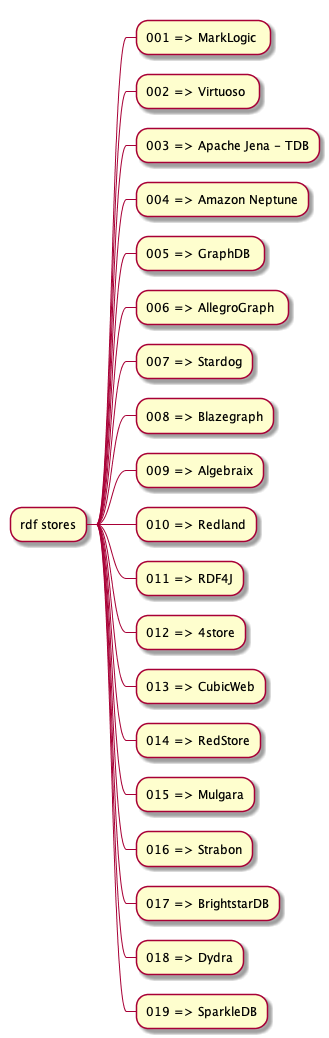 001 => MarkLogic
002 => Virtuoso
003 => Apache Jena - TDB
004 => Amazon Neptune
005 => GraphDB
006 => AllegroGraph
007 => Stardog
008 => Blazegraph
009 => Algebraix
rdf stores
010 => Redland
011 => RDF4J
012 => 4store
013 => CubicWeb
014 => RedStore
015 => Mulgara
016 => Strabon
017 => BrightstarDB
018 => Dydra
019 => SparkleDB